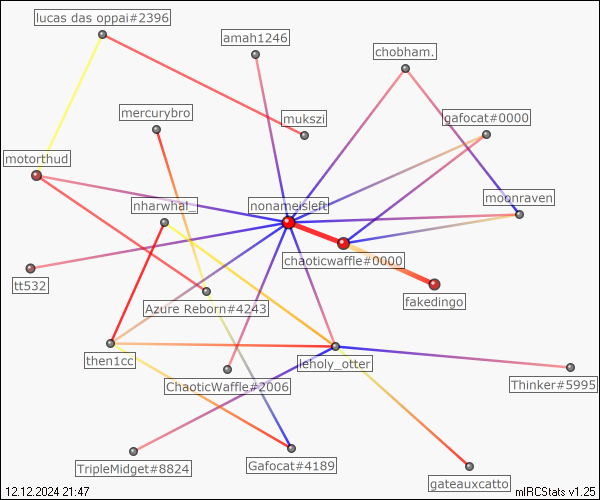 lucas das oppai#2396
amah1246
chobham.
mercurybro
mukszi
gafocat#0000
motorthud
nharwhal_
nonameisleft
moonraven
chaoticwaffle#0000
tt532
Azure Reborn#4243
fakedingo
then1cc
leholy_otter
ChaoticWaffle#2006
Thinker#5995
TripleMidget#8824
Gafocat#4189
gateauxcatto
12.12.2024 21:47
mIRCStats v1.25